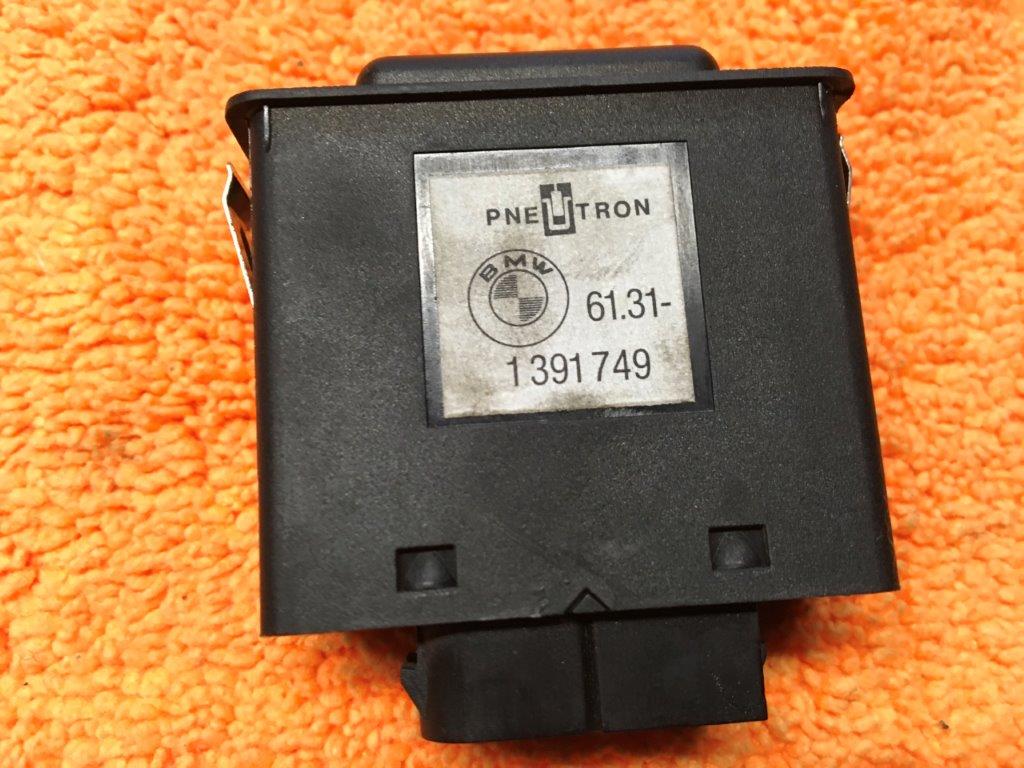 PNEUTRON
BMW
61.31-
1 391 749